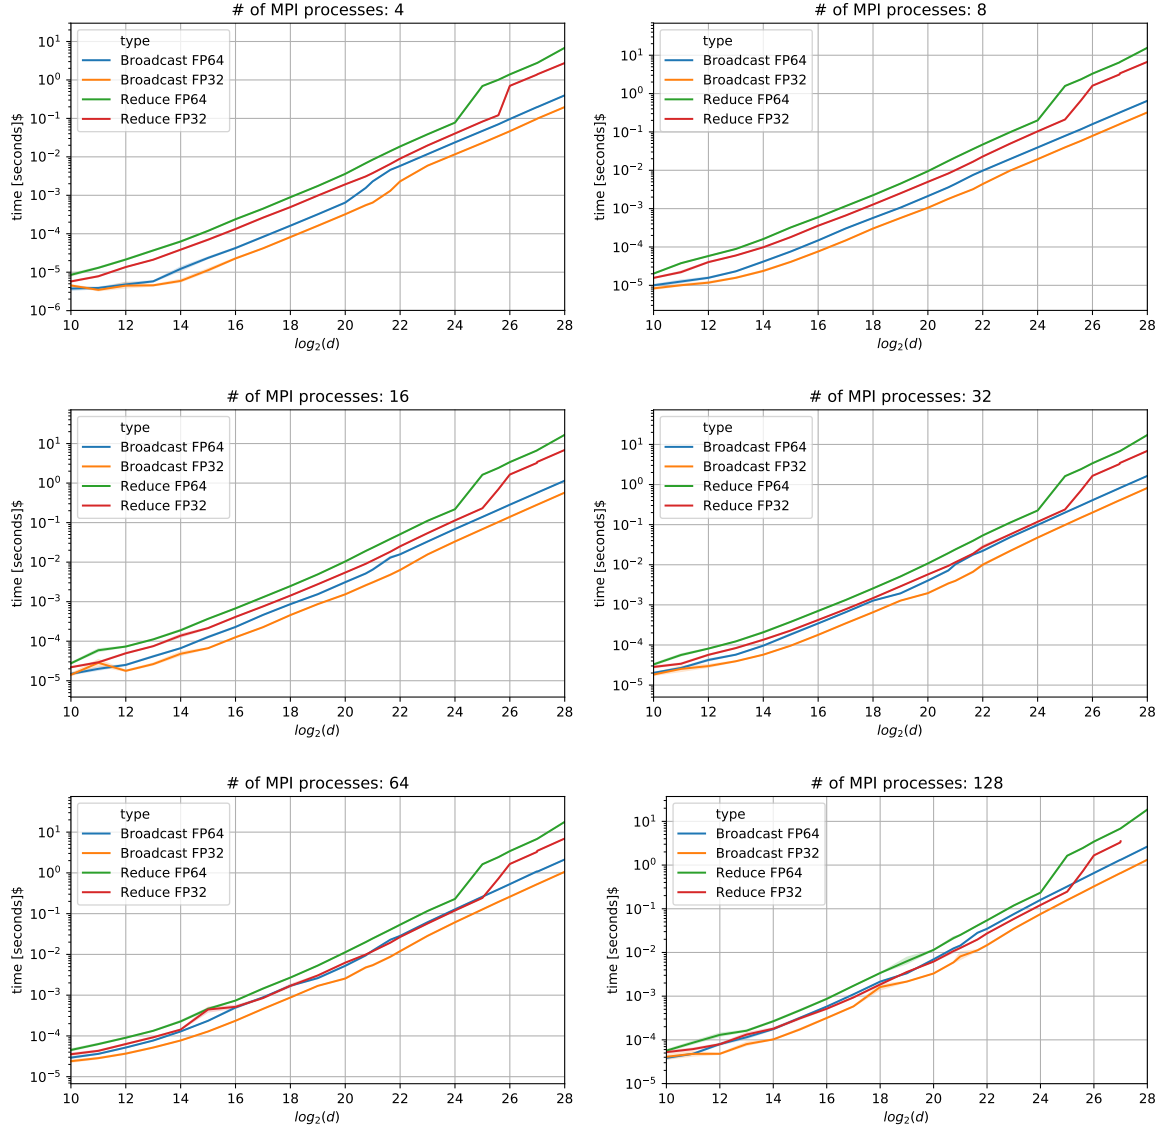 # of MPI processes: 4
type
Broadcast FP64
Broadcast FP32
Reduce FP64
Reduce FP32
time [seconds]$
10^1
10^0
10^−1
10^−2
10^−3
10^−4
10^−5
10^−6
10 12 14 16 18 20 22 24 26 28
log_2(d)
# of MPI processes: 8
type
Broadcast FP64
Broadcast FP32
Reduce FP64
Reduce FP32
time [seconds]$
10^1
10^0
10^−1
10^−2
10^−3
10^−4
10^−5
10 12 14 16 18 20 22 24 26 28
log_2(d)
# of MPI processes: 16
type
Broadcast FP64
Broadcast FP32
Reduce FP64
Reduce FP32
time [seconds]$
10^1
10^0
10^−1
10^−2
10^−3
10^−4
10^−5
10 12 14 16 18 20 22 24 26 28
log_2(d)
# of MPI processes: 32
type
Broadcast FP64
Broadcast FP32
Reduce FP64
Reduce FP32
time [seconds]$
10^1
10^0
10^−1
10^−2
10^−3
10^−4
10^−5
10 12 14 16 18 20 22 24 26 28
log_2(d)
# of MPI processes: 64
type
Broadcast FP64
Broadcast FP32
Reduce FP64
Reduce FP32
time [seconds]$
10^1
10^0
10^−1
10^−2
10^−3
10^−4
10^−5
10 12 14 16 18 20 22 24 26 28
log_2(d)
# of MPI processes: 128
type
Broadcast FP64
Broadcast FP32
Reduce FP64
Reduce FP32
time [seconds]$
10^1
10^0
10^−1
10^−2
10^−3
10^−4
10^−5
10 12 14 16 18 20 22 24 26 28
log_2(d)